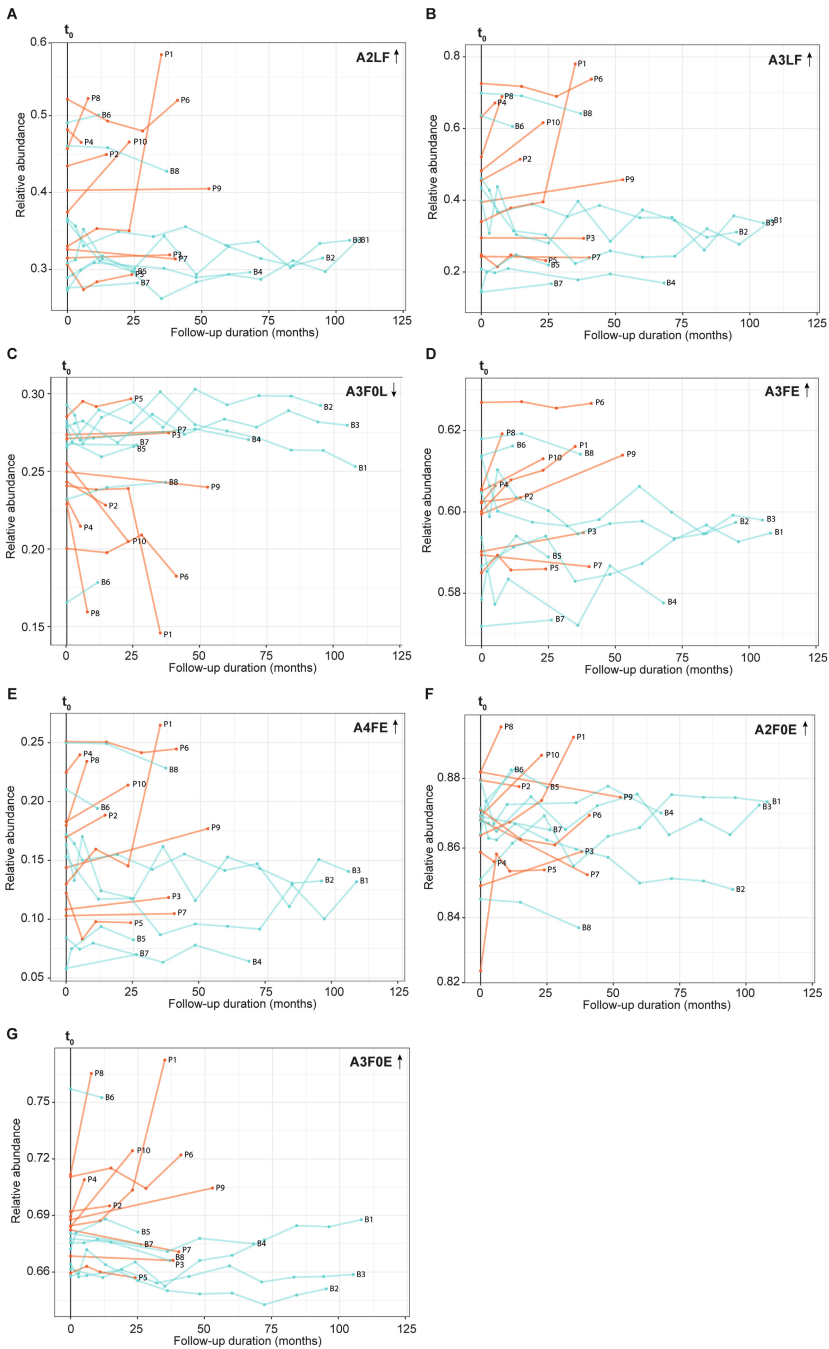 A
t0
A2LF ↑
0.6
0.5
0.4
0.3
Relative abundance
P1
P8
P6
B6
P4
P10
P2
B8
P9
B3
B1
P3
P7
B2
B5
P5
B4
B7
0 25 50 75 100 125
Follow-up duration (months)
B
t0
A3LF ↑
0.8
0.6
0.4
0.2
Relative abundance
P1
P6
P8
P4
B8
P10
B6
P2
P9
B1
B3
B2
P3
P7
P5
B5
B7
B4
0 25 50 75 100 125
Follow-up duration (months)
C
t0
A3F0L ↓
0.30
0.25
0.20
0.15
Relative abundance
P5
B2
B3
P7
P3
B4
B7
B5
B1
B8
P9
P2
P4
P10
P6
B6
P8
P1
0 25 50 75 100 125
Follow-up duration (months)
D
t0
A3FE ↑
0.62
0.60
0.58
Relative abundance
P6
P8
B6
P1
B8
P9
P10
P4
P2
B3
B2
B1
P3
B5
P5
P7
B4
B7
0 25 50 75 100 125
Follow-up duration (months)
E
t0
A4FE ↑
0.25
0.20
0.15
0.10
0.05
Relative abundance
P1
P6
P4
P8
B8
P10
B6
P2
P9
B3
B2
B1
P3
P7
P5
B5
B7
B4
0 25 50 75 100 125
Follow-up duration (months)
F
t0
A2F0E ↑
0.88
0.86
0.84
0.82
Relative abundance
P8
P1
P10
B6
P2
B5
P9
B1
B3
P6
B4
B7
P3
P4
P5
P7
B2
B8
0 25 50 75 100 125
Follow-up duration (months)
G
t0
A3F0E ↑
0.75
0.72
0.69
0.66
Relative abundance
P1
P8
B6
P10
P6
P4
P9
P2
B1
B5
B7
B4
P7
B8
P3
P5
B3
B2
0 25 50 75 100 125
Follow-up duration (months)